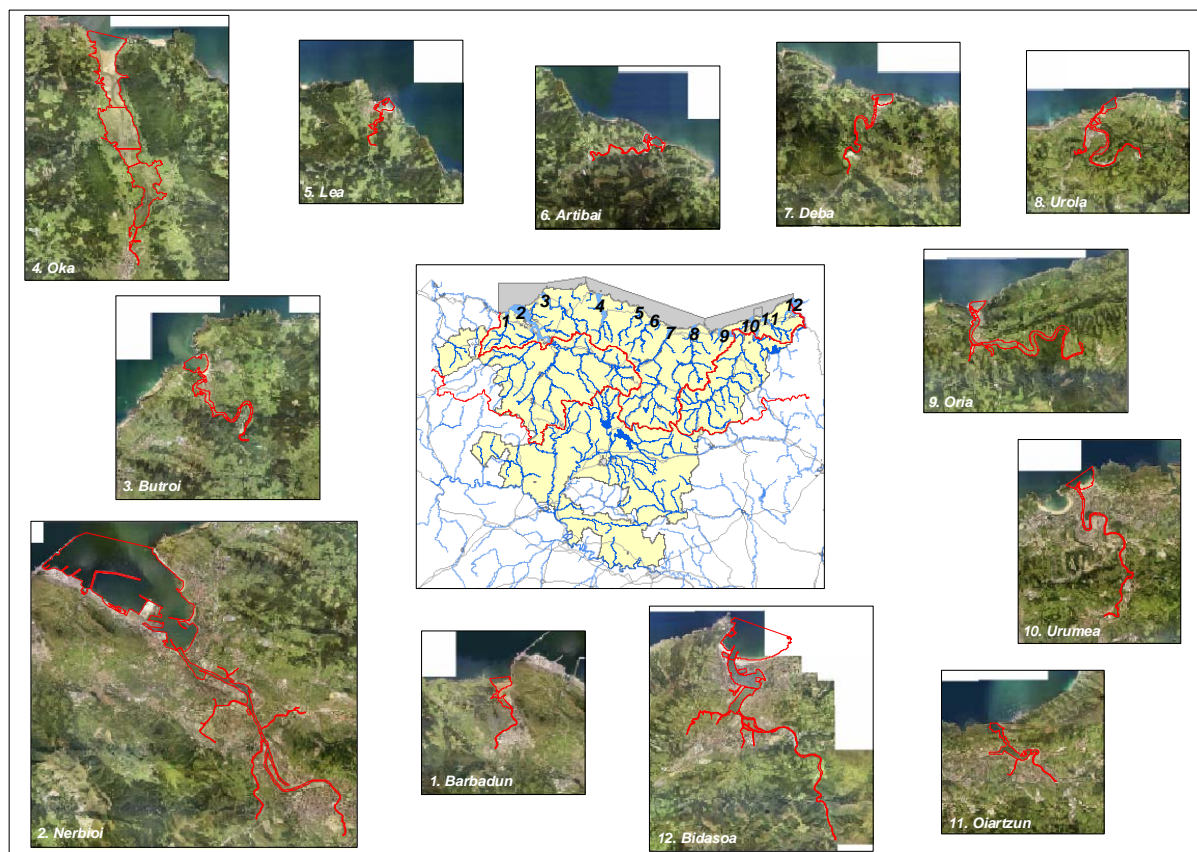 4. Oka
5. Lea
6. Artibai
7. Deba
8. Urola
3. Butroi
1
2
3
4
5
6
7
8
9
10
11
12
9. Oria
2. Nerbioi
1. Barbadun
12. Bidasoa
10. Urumea
11. Oiartzun